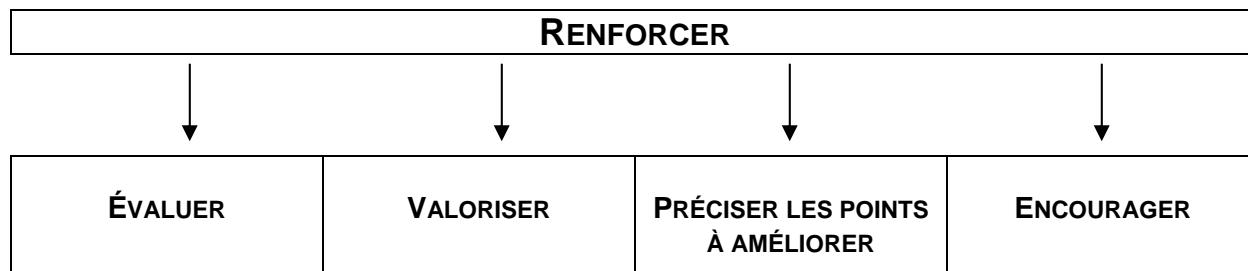 RENFORCER
ÉVALUER
VALORISER
PRÉCISER LES POINTS
À AMÉLIORER
ENCOURAGER